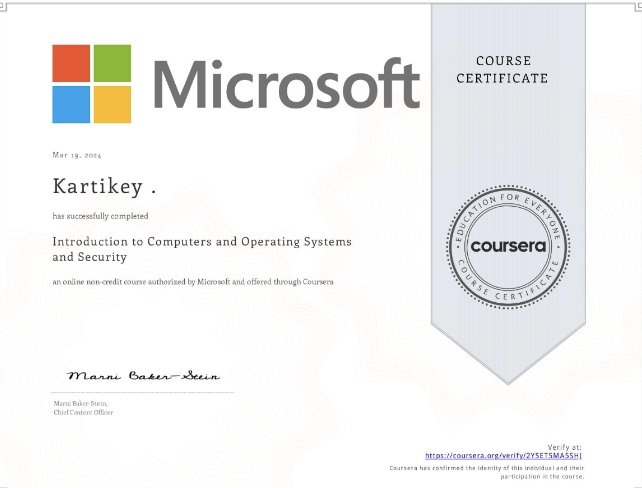 Microsoft
COURSE
CERTIFICATE
Mar 19, 2024
Kartikey .
has successfully completed
Introduction to Computers and Operating Systems
and Security
an online non-credit course authorized by Microsoft and offered through Coursera
EDUCATION FOR EVERYONE
coursera
COURSE CERTIFICATE
Marni Baker-Stein
Marni Baker-Stein,
Chief Content Officer
Verify at:
https://coursera.org/verify/2YSET5MA5SHJ
Coursera has confirmed the identity of this individual and their
participation in the course.